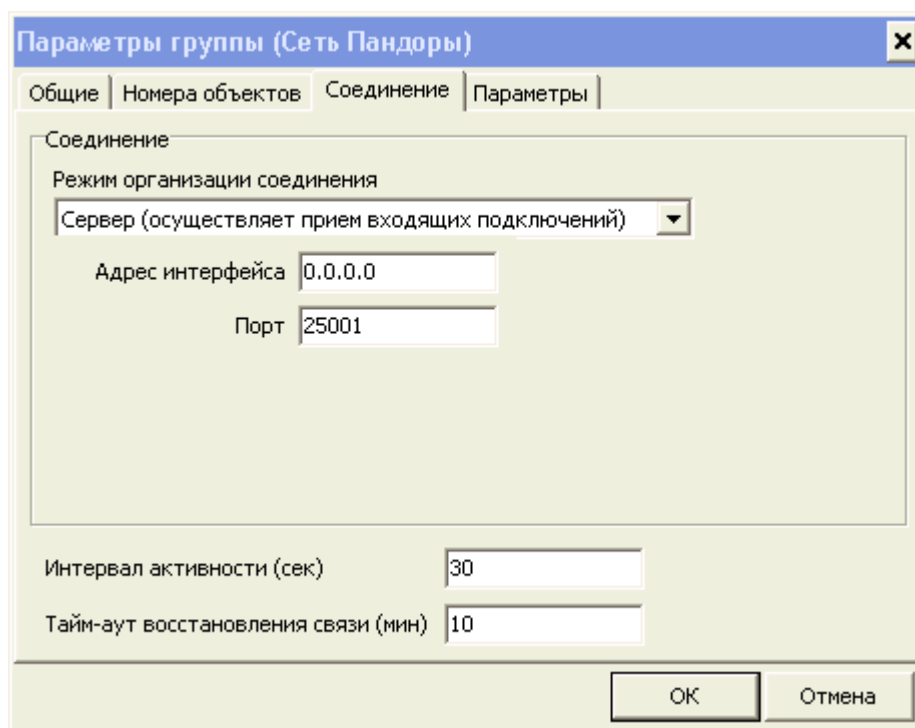 Параметры группы (Сеть Пандоры)
Общие Номера объектов Соединение Параметры
Соединение
Режим организации соединения
Сервер (осуществляет прием входящих подключений)
Адрес интерфейса 0.0.0.0
Порт 25001
Интервал активности (сек) 30
Тайм-аут восстановления связи (мин) 10
ОК Отмена